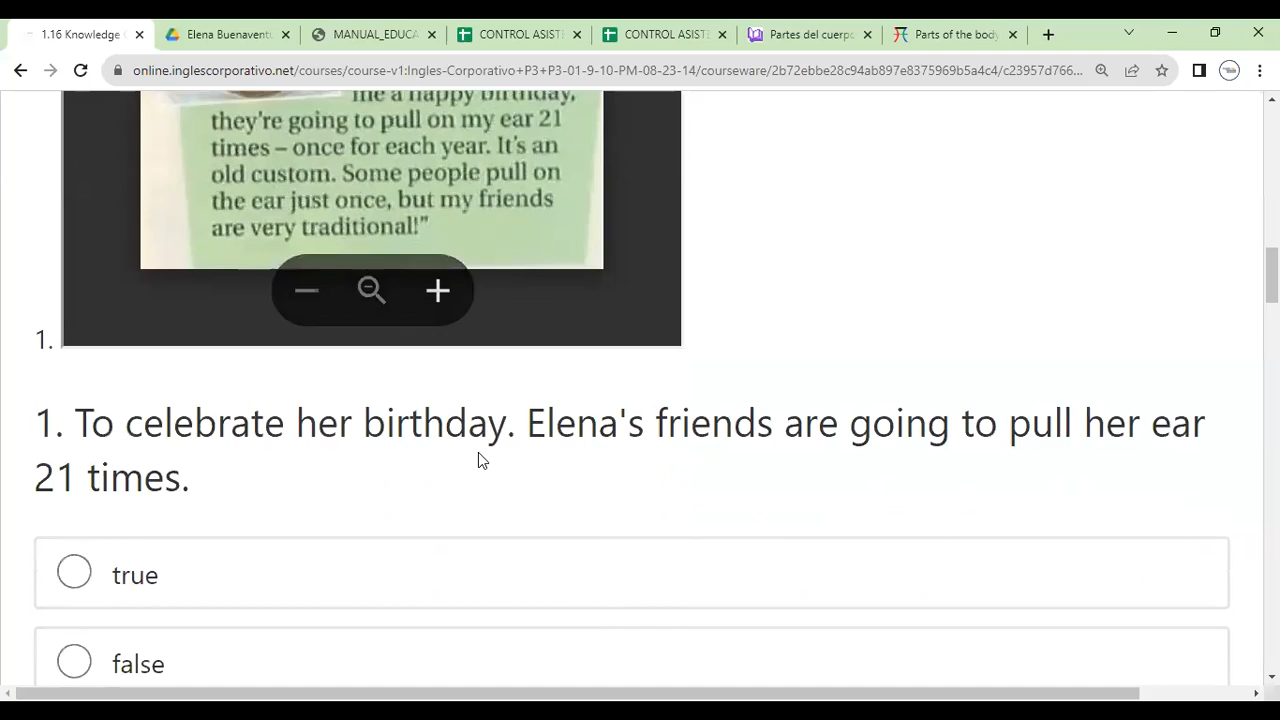 1.16 Knowledge
Elena Buenaventu
MANUAL_EDUCA
CONTROL ASIST
CONTROL ASIST
Partes del cuerpo
Parts of the body
online.inglescorporativo.net/courses/course-v1:Ingles-Corporativo+P3+P3-01-9-10-PM-08-23-14/courseware/2b72ebbe28c94ab897e8375969b5a4c4/c23957d766...
me a happy birthday,
they're going to pull on my ear 21
times – once for each year. It's an
old custom. Some people pull on
the ear just once, but my friends
are very traditional!"
1.
1. To celebrate her birthday. Elena's friends are going to pull her ear
21 times.
true
false